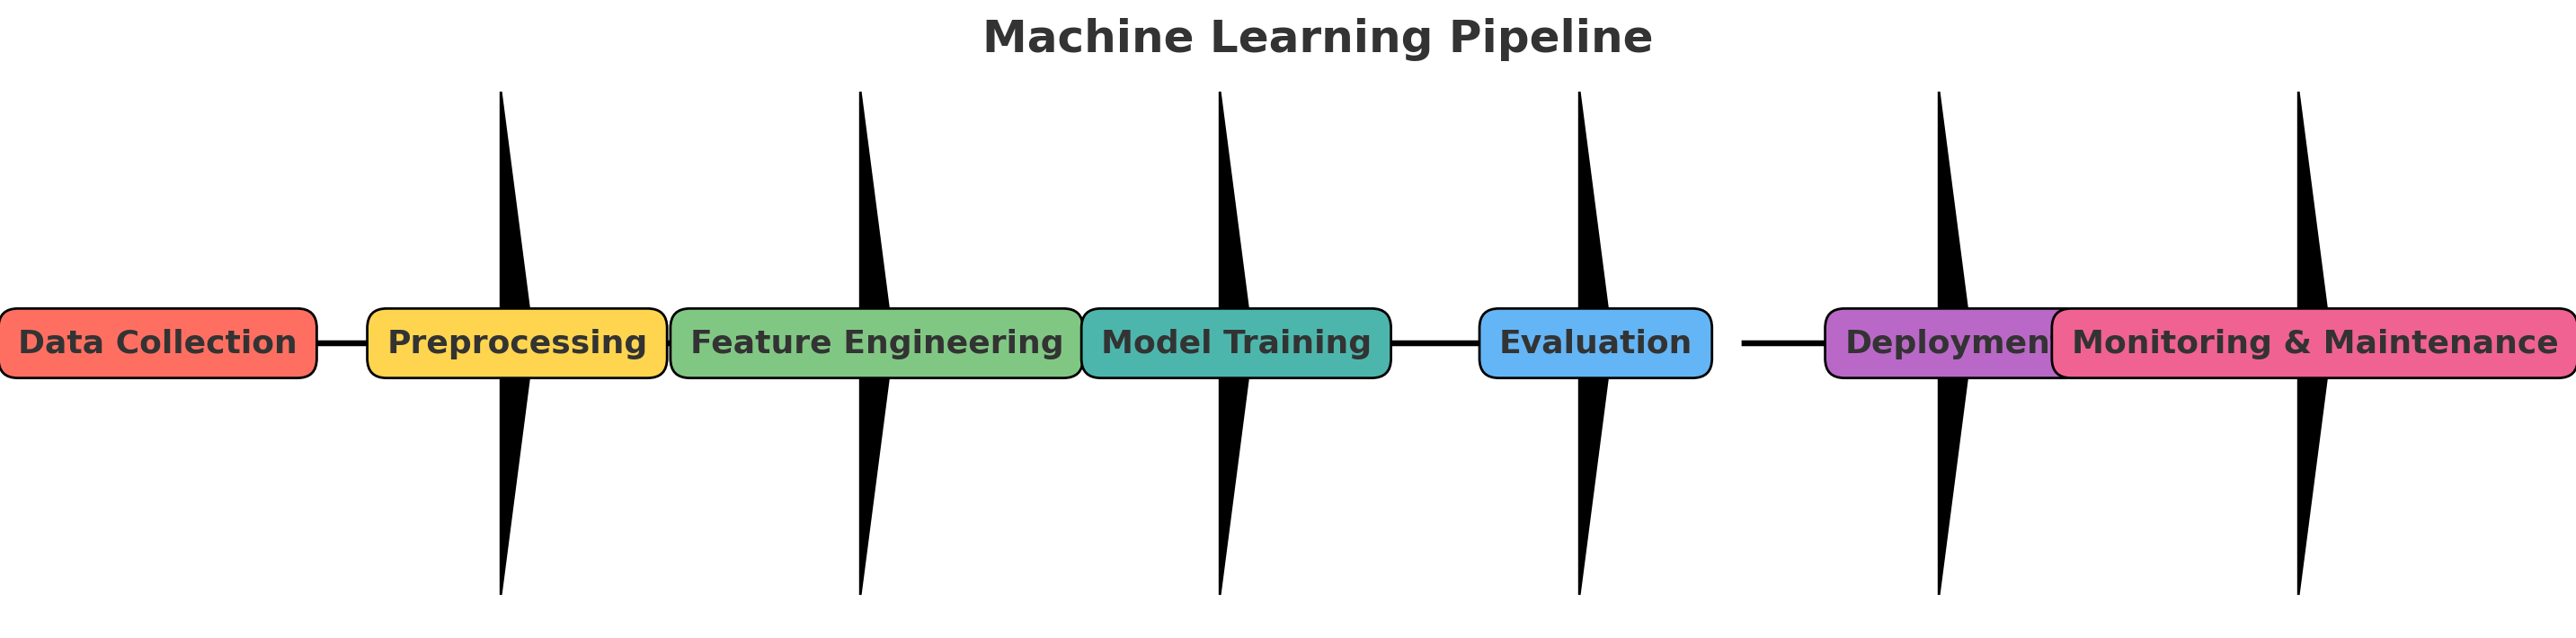 Machine Learning Pipeline
Data Collection
Preprocessing
Feature Engineering
Model Training
Evaluation
Deploymen
Monitoring & Maintenance